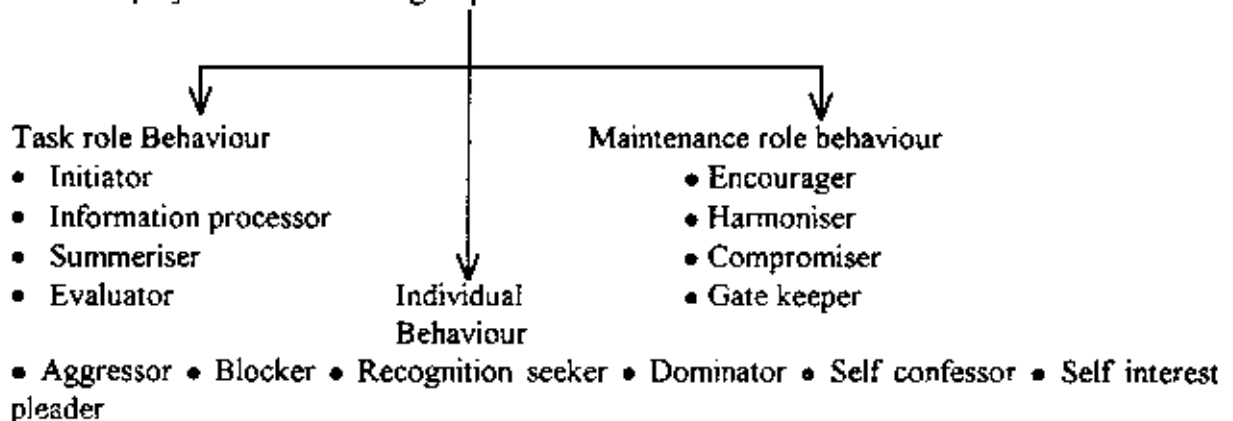 Task role Behaviour
• Initiator
• Information processor
• Summeriser
• Evaluator
Maintenance role behaviour
• Encourager
• Harmoniser
• Compromiser
• Gate keeper
Individual
Behaviour
• Aggressor • Blocker • Recognition seeker • Dominator • Self confessor • Self interest
pleader